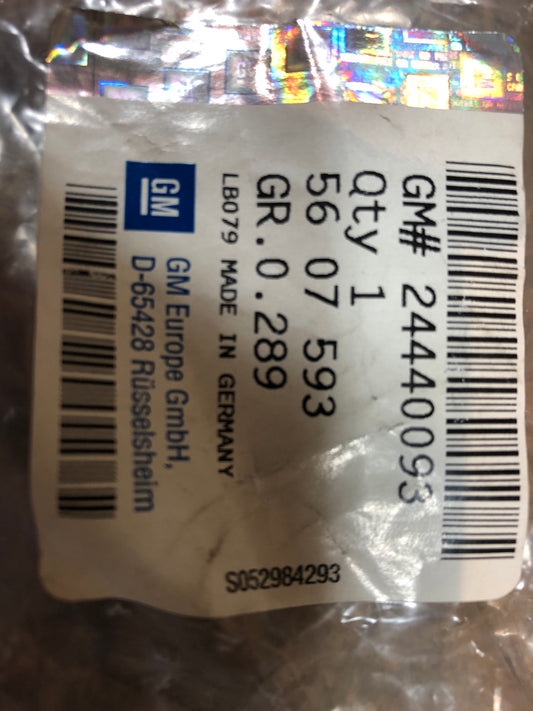 GM# 24440093
Qty 1
56 07 593
GR.0.289
LB079 MADE IN GERMANY
GM
GM Europe GmbH,
D-65428 Rüsselsheim
S052984293